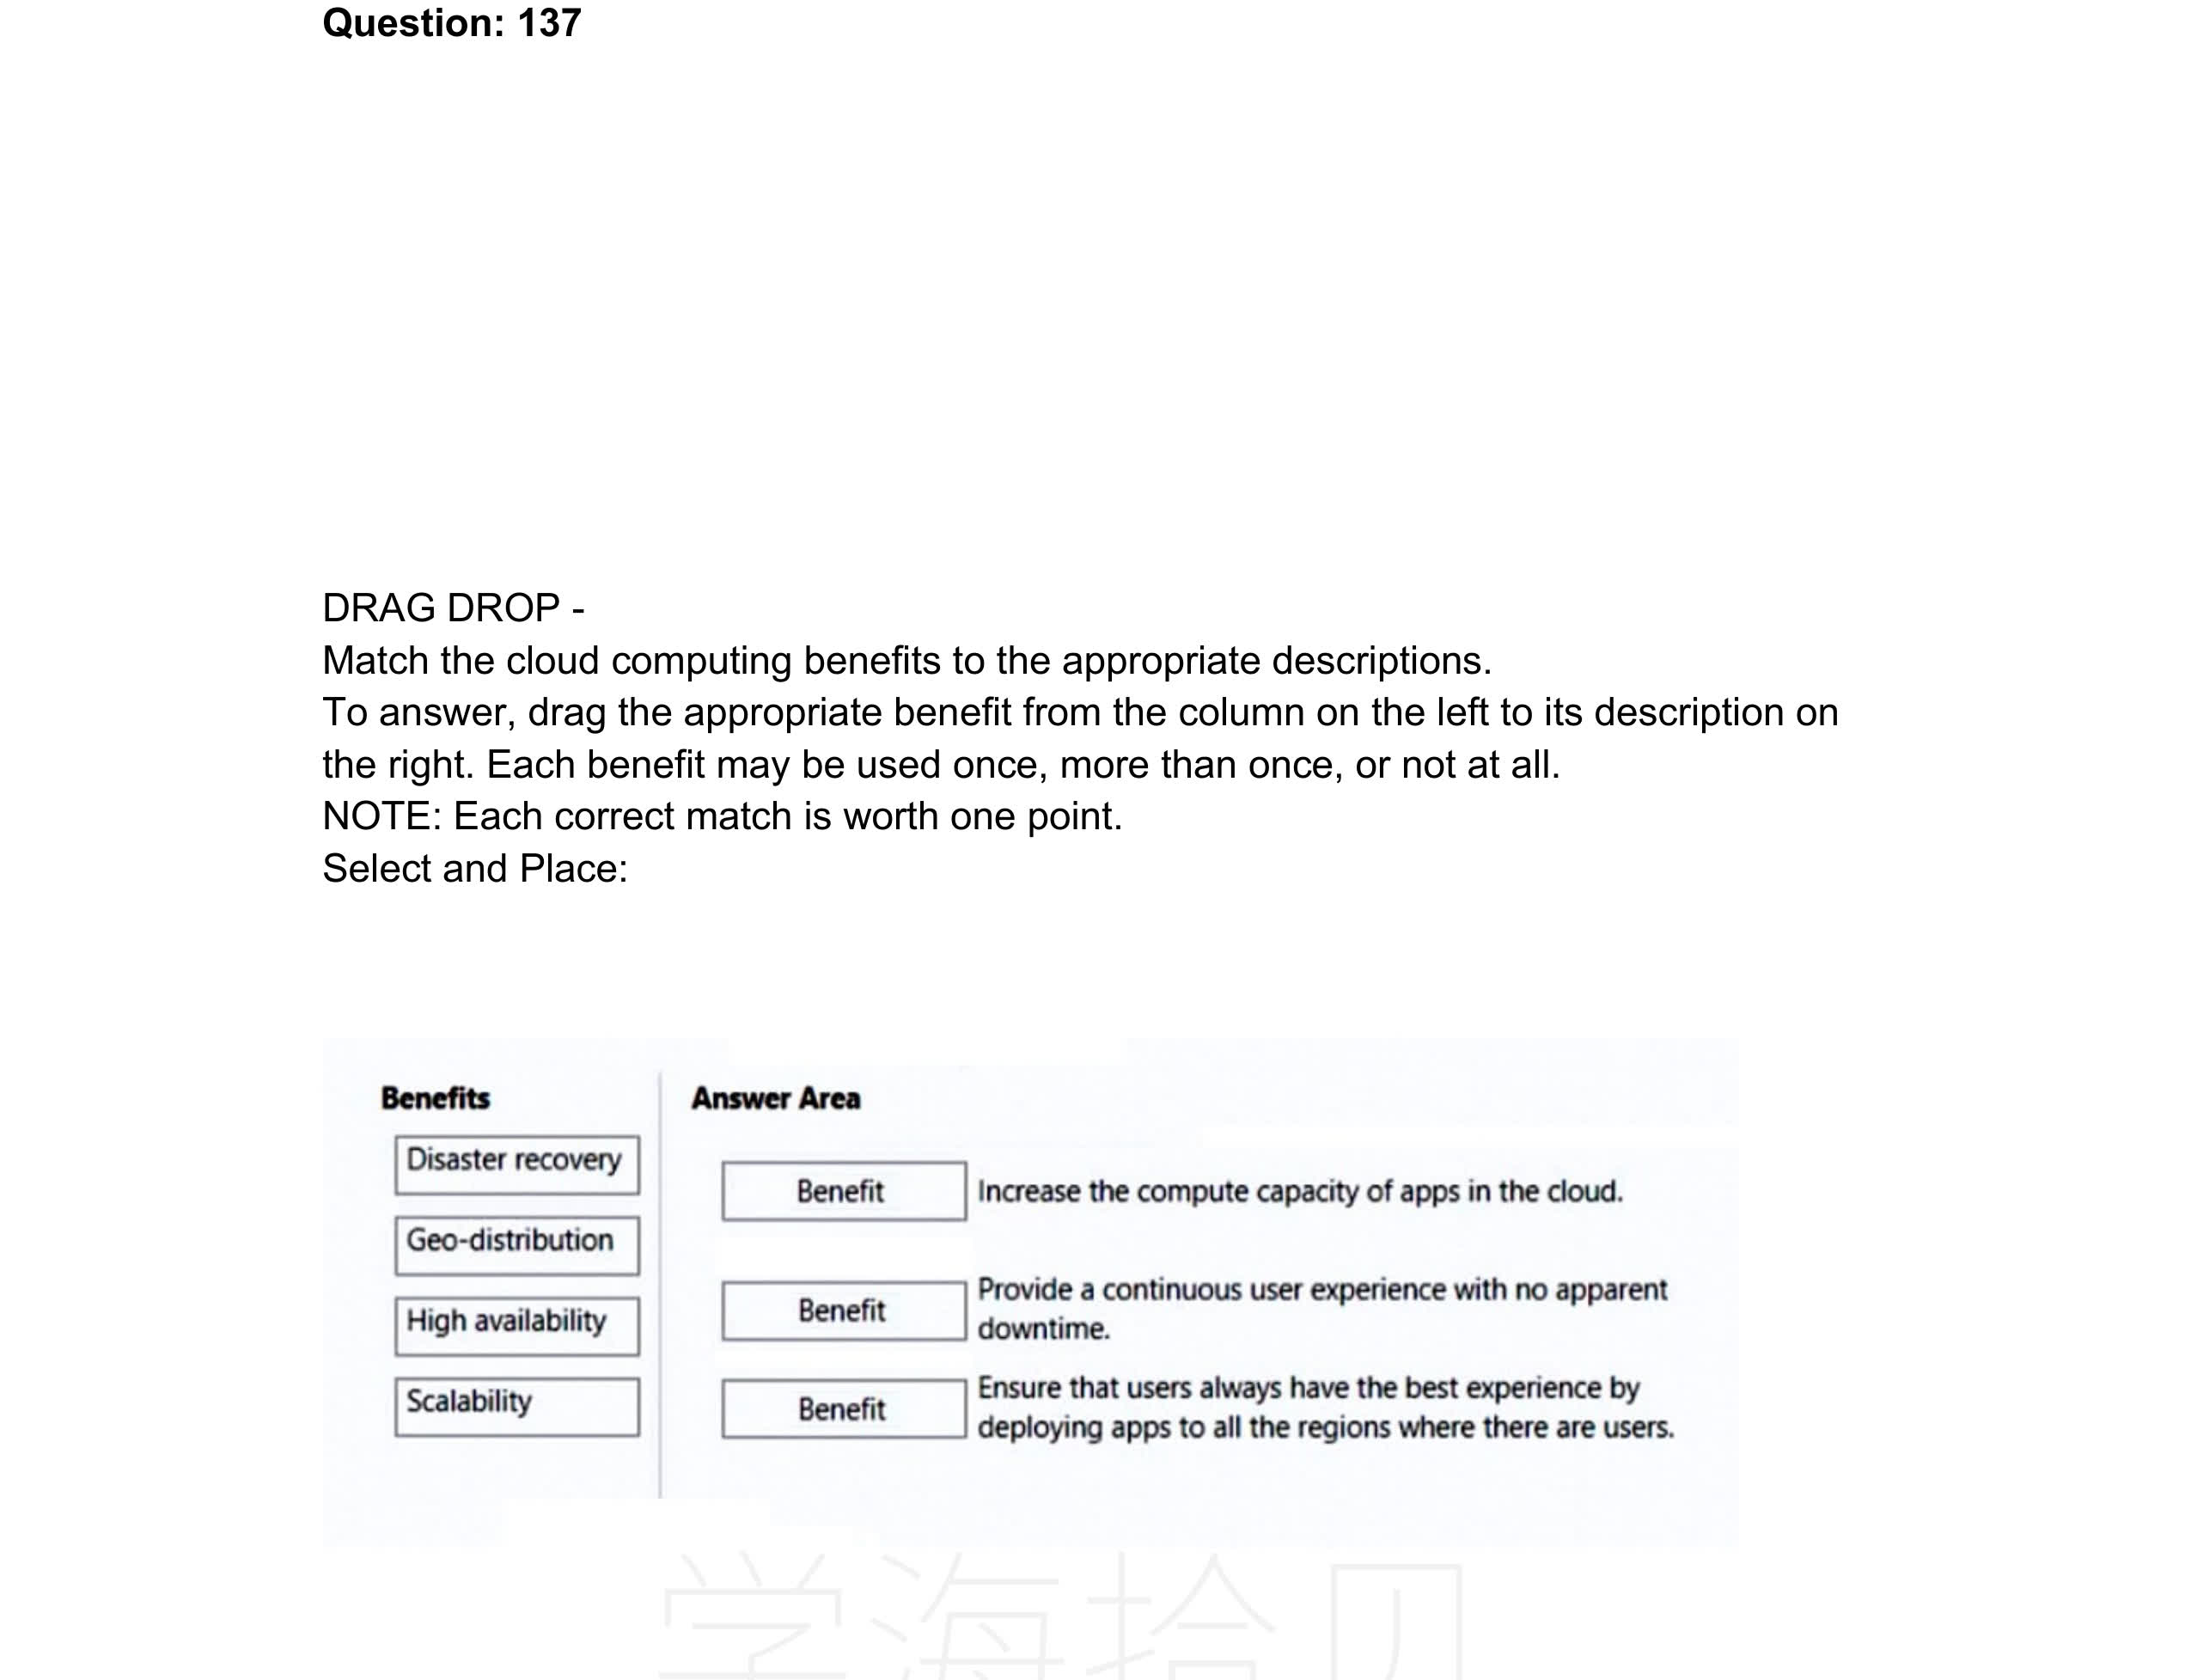 Question: 137
DRAG DROP -
Match the cloud computing benefits to the appropriate descriptions.
To answer, drag the appropriate benefit from the column on the left to its description on
the right. Each benefit may be used once, more than once, or not at all.
NOTE: Each correct match is worth one point.
Select and Place:
Benefits
Disaster recovery
Geo-distribution
High availability
Scalability
Answer Area
Benefit
Increase the compute capacity of apps in the cloud.
Benefit
Provide a continuous user experience with no apparent
downtime.
Benefit
Ensure that users always have the best experience by
deploying apps to all the regions where there are users.
学海拾贝